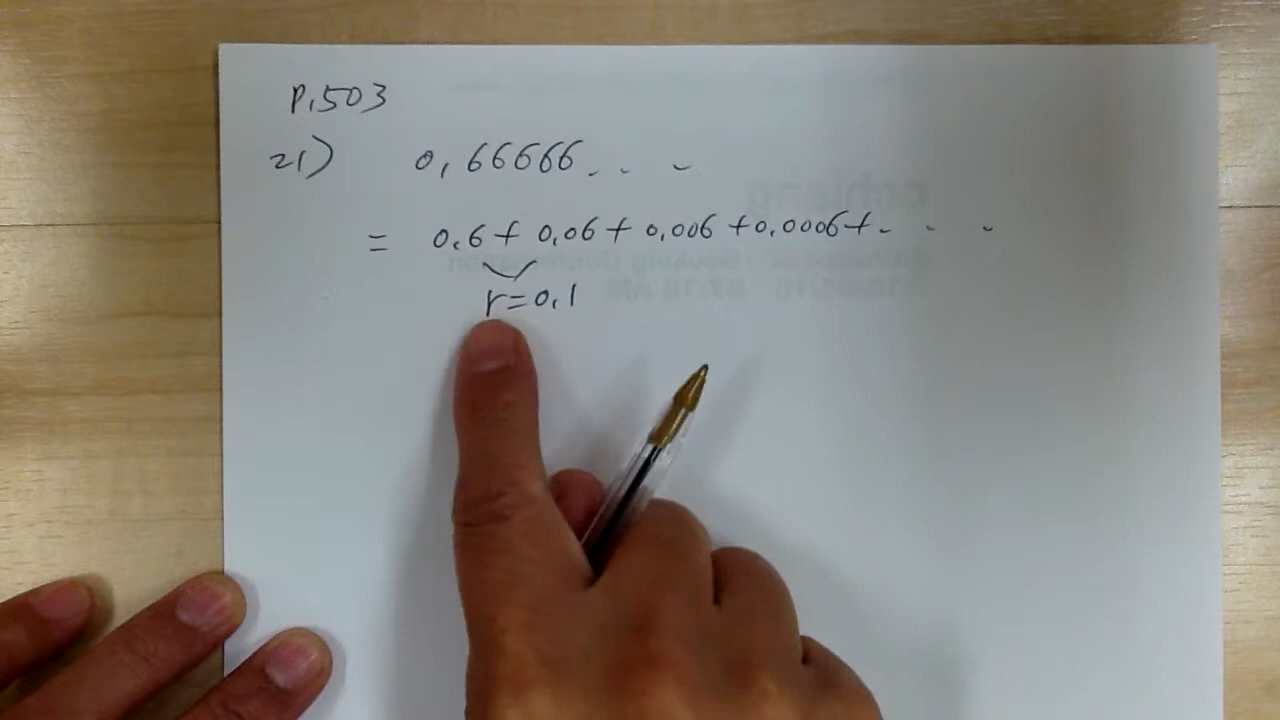 P.503
21) 0.66666...
= 0.6 + 0.06 + 0.006 + 0.0006 + ...
r = 0.1